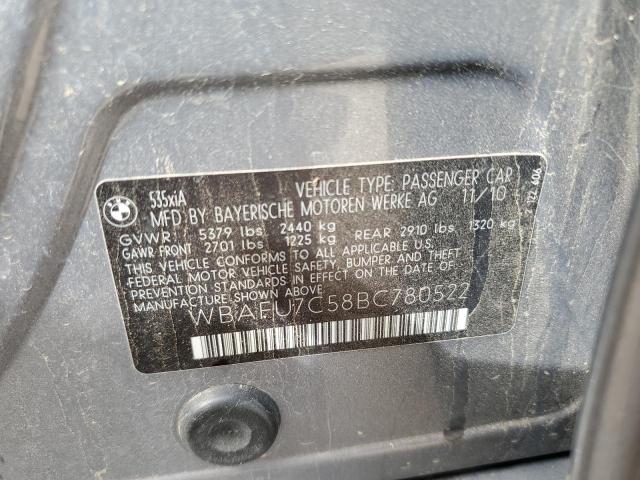 BMW
535xiA
VEHICLE TYPE: PASSENGER CAR
MFD BY BAYERISCHE MOTOREN WERKE AG 11/10
GVWR 5379 lbs 2440 kg
GAWR FRONT 2701 lbs 1225 kg REAR 2910 lbs 1320 kg
THIS VEHICLE CONFORMS TO ALL APPLICABLE U.S.
FEDERAL MOTOR VEHICLE SAFETY, BUMPER AND THEFT
PREVENTION STANDARDS IN EFFECT ON THE DATE OF
MANUFACTURE SHOWN ABOVE.
WBAFU7C58BC780522